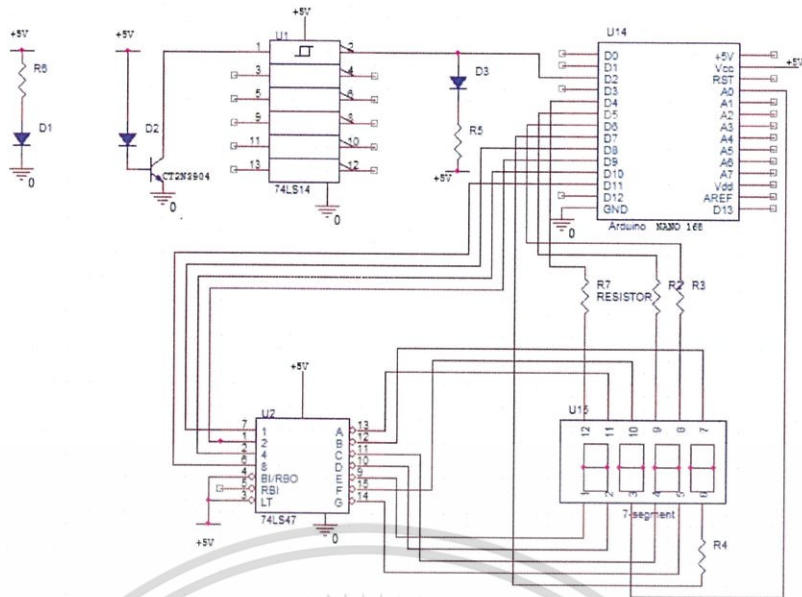 +5V
R6
D1
0
+5V
D2
CT2N3904
0
+5V
U1
1
2
3
4
5
6
9
8
11
10
13
12
74LS14
0
D3
R5
+5V
U14
D0
D1
D2
D3
D4
D5
D6
D7
D8
D9
D10
D11
D12
GND
+5V
Vcc
RST
A0
A1
A2
A3
A4
A5
A6
A7
Vdd
AREF
D13
+5V
0
Arduino NANO 168
R7
RESISTOR
R2
R3
+5V
U2
7
1
2
6
4
5
3
1
2
4
8
BI/RBO
RBI
LT
A
B
C
D
E
F
G
13
12
11
10
9
15
14
74LS47
0
+5V
U15
12
11
10
9
8
7
1
2
3
4
5
6
7-segment
R4